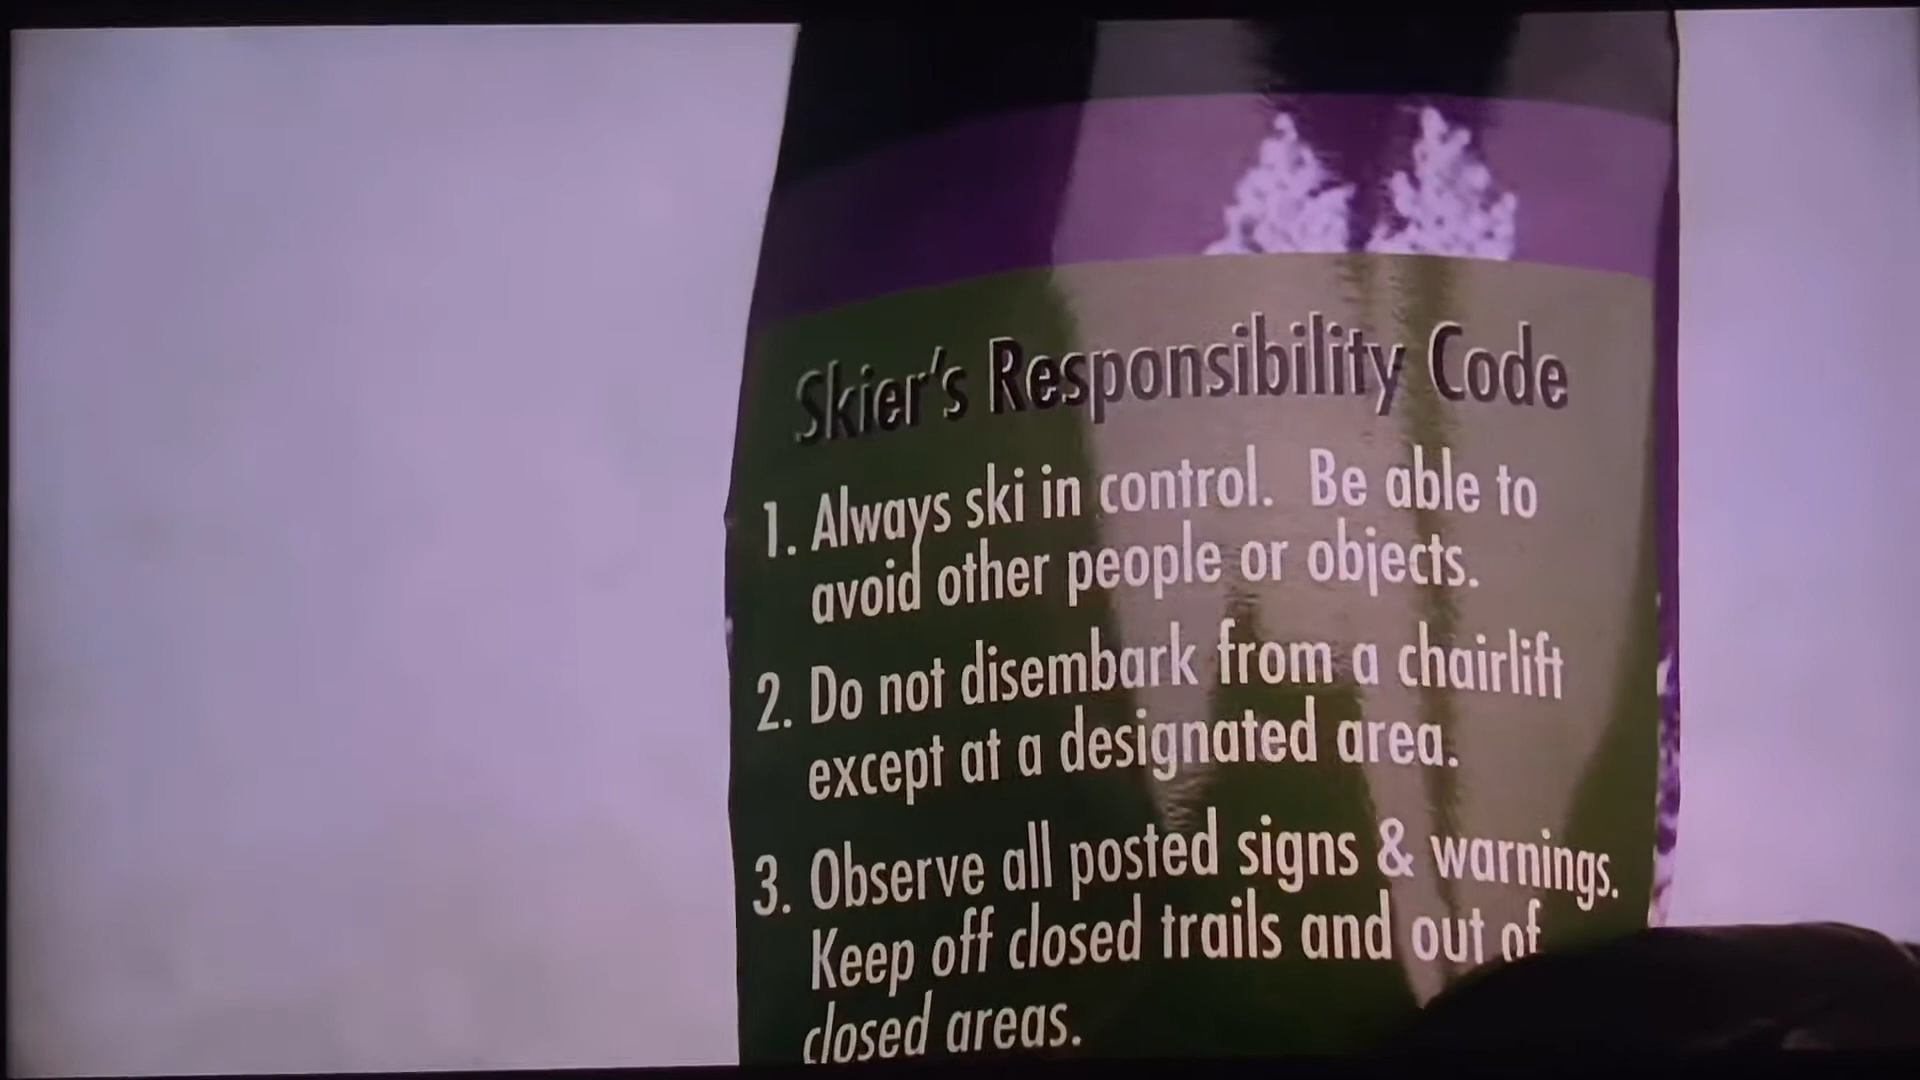 Skier's Responsibility Code
1. Always ski in control. Be able to
avoid other people or objects.
2. Do not disembark from a chairlift
except at a designated area.
3. Observe all posted signs & warnings.
Keep off closed trails and out of
closed areas.